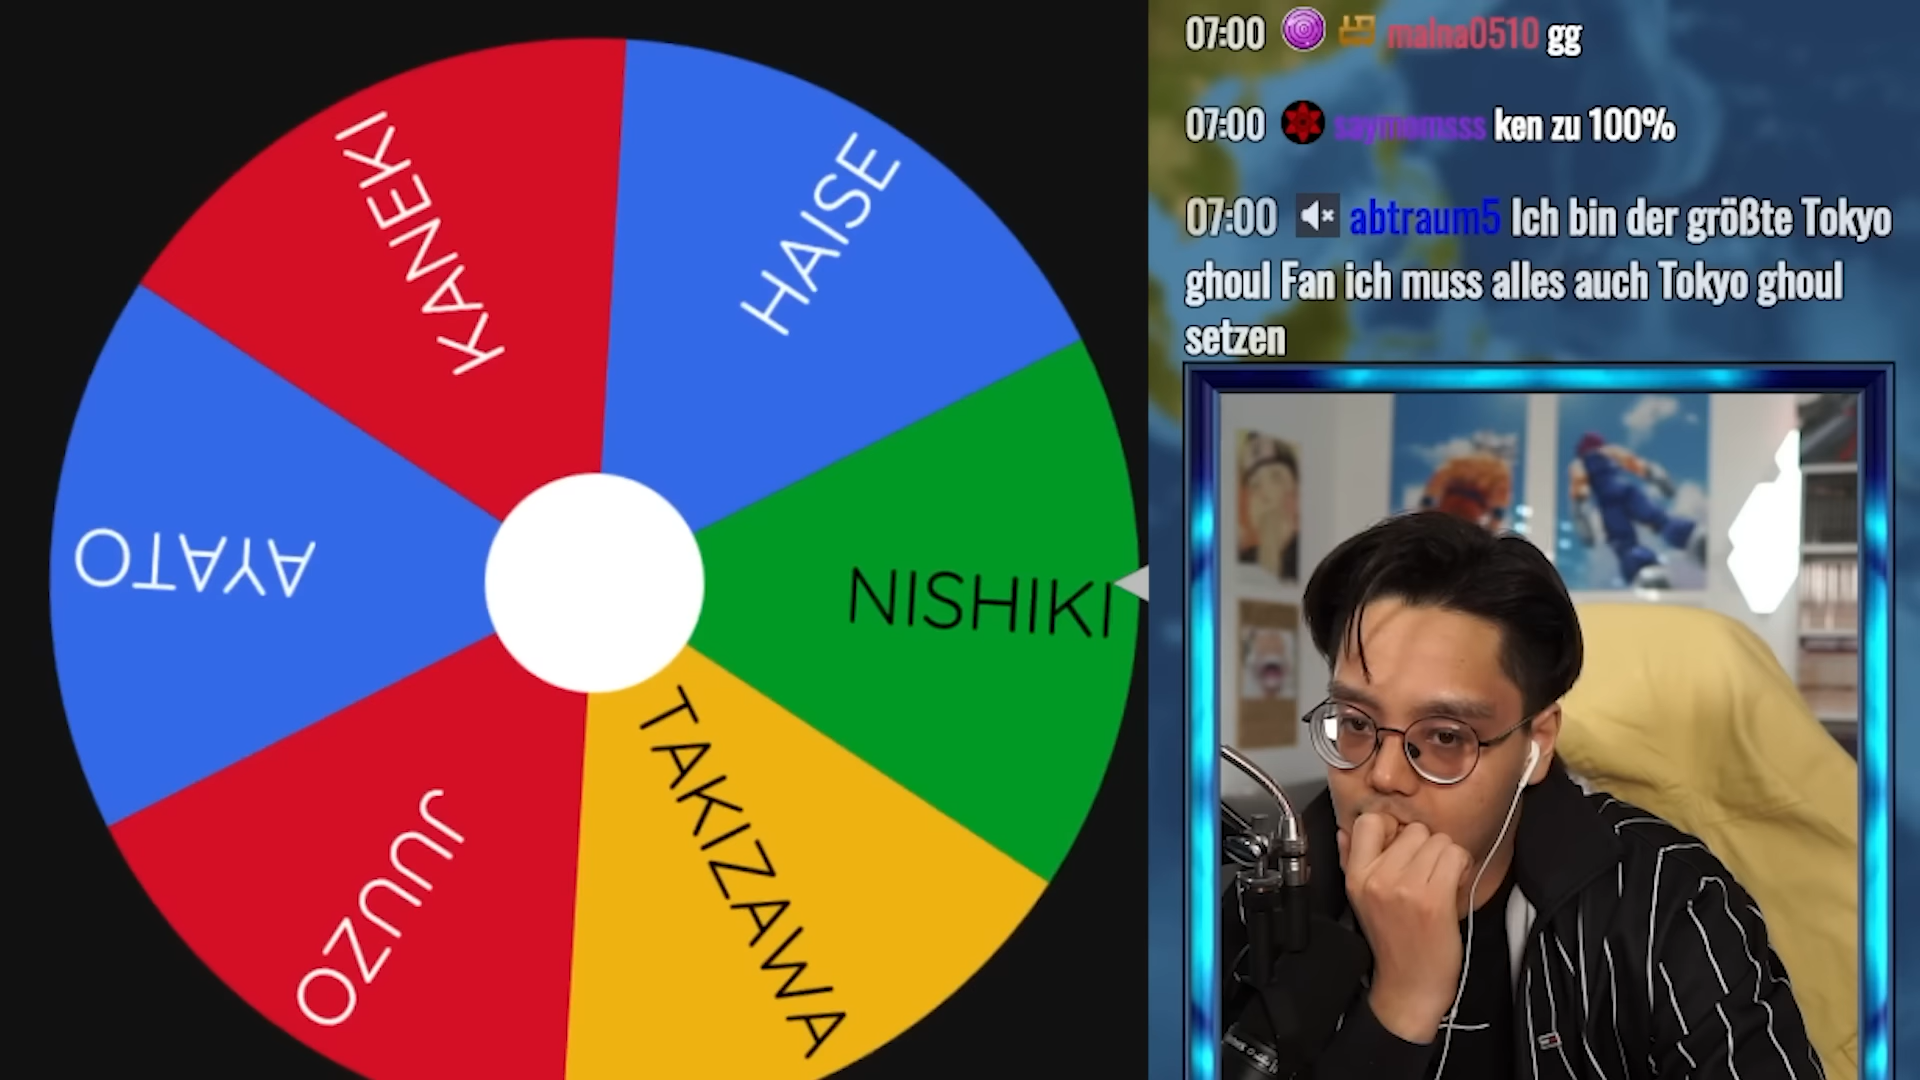 KANEKI
HAISE
AYATO
NISHIKI
JUUZO
TAKIZAWA
07:00 malna0510 gg
07:00 saymomsss ken zu 100%
07:00 abtraum5 Ich bin der größte Tokyo
ghoul Fan ich muss alles auch Tokyo ghoul
setzen